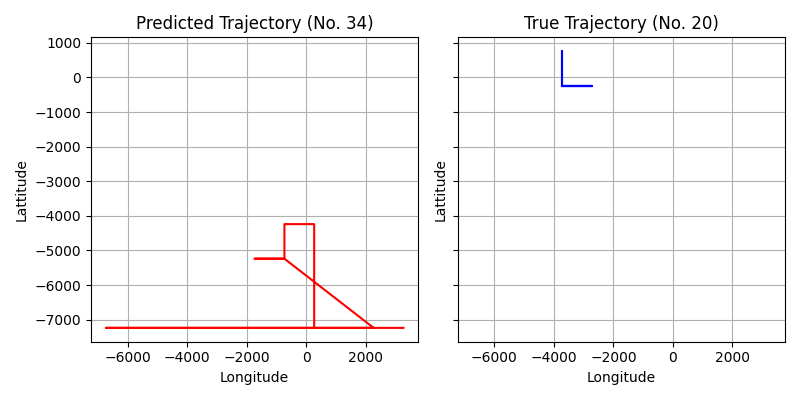 Predicted Trajectory (No. 34)
True Trajectory (No. 20)
1000
0
−1000
−2000
−3000
−4000
−5000
−6000
−7000
Lattitude
Lattitude
−6000 −4000 −2000 0 2000
−6000 −4000 −2000 0 2000
Longitude
Longitude